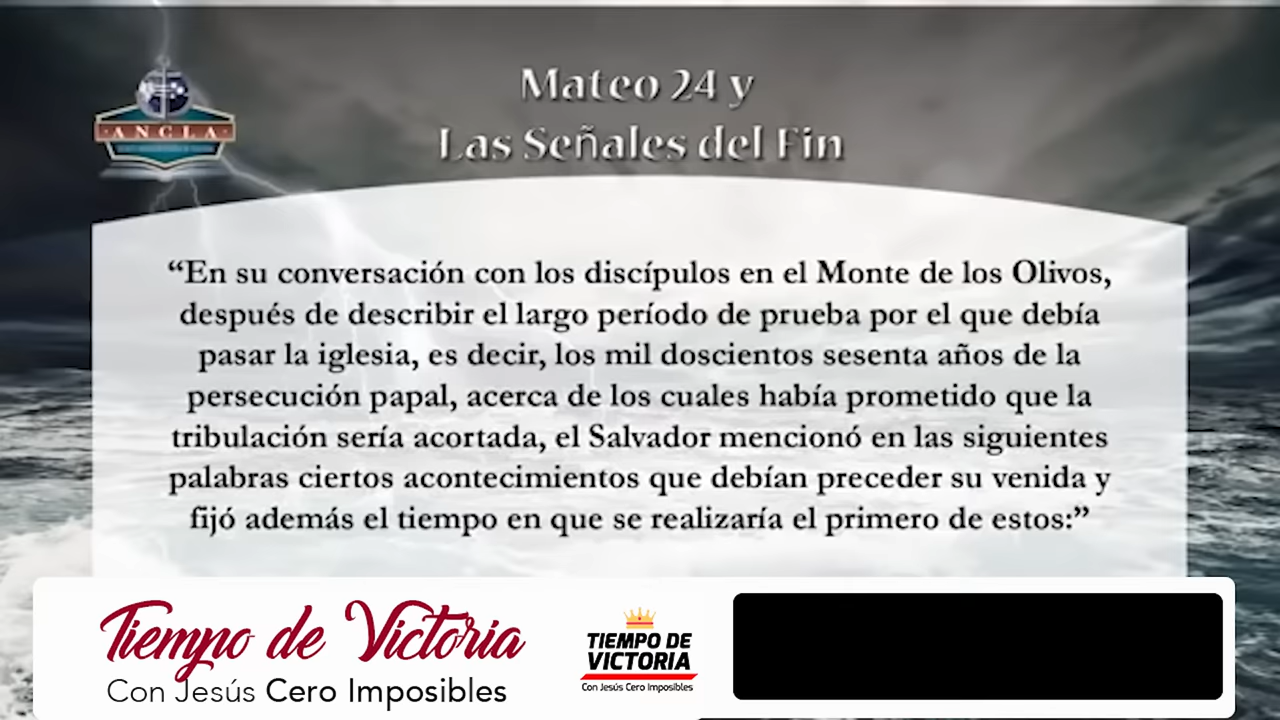 Mateo 24 y
Las Señales del Fin
· A N C L A ·
“En su conversación con los discípulos en el Monte de los Olivos,
después de describir el largo período de prueba por el que debía
pasar la iglesia, es decir, los mil doscientos sesenta años de la
persecución papal, acerca de los cuales había prometido que la
tribulación sería acortada, el Salvador mencionó en las siguientes
palabras ciertos acontecimientos que debían preceder su venida y
fijó además el tiempo en que se realizaría el primero de estos:”
Tiempo de Victoria
Con Jesús Cero Imposibles
TIEMPO DE
VICTORIA
Con Jesús Cero Imposibles